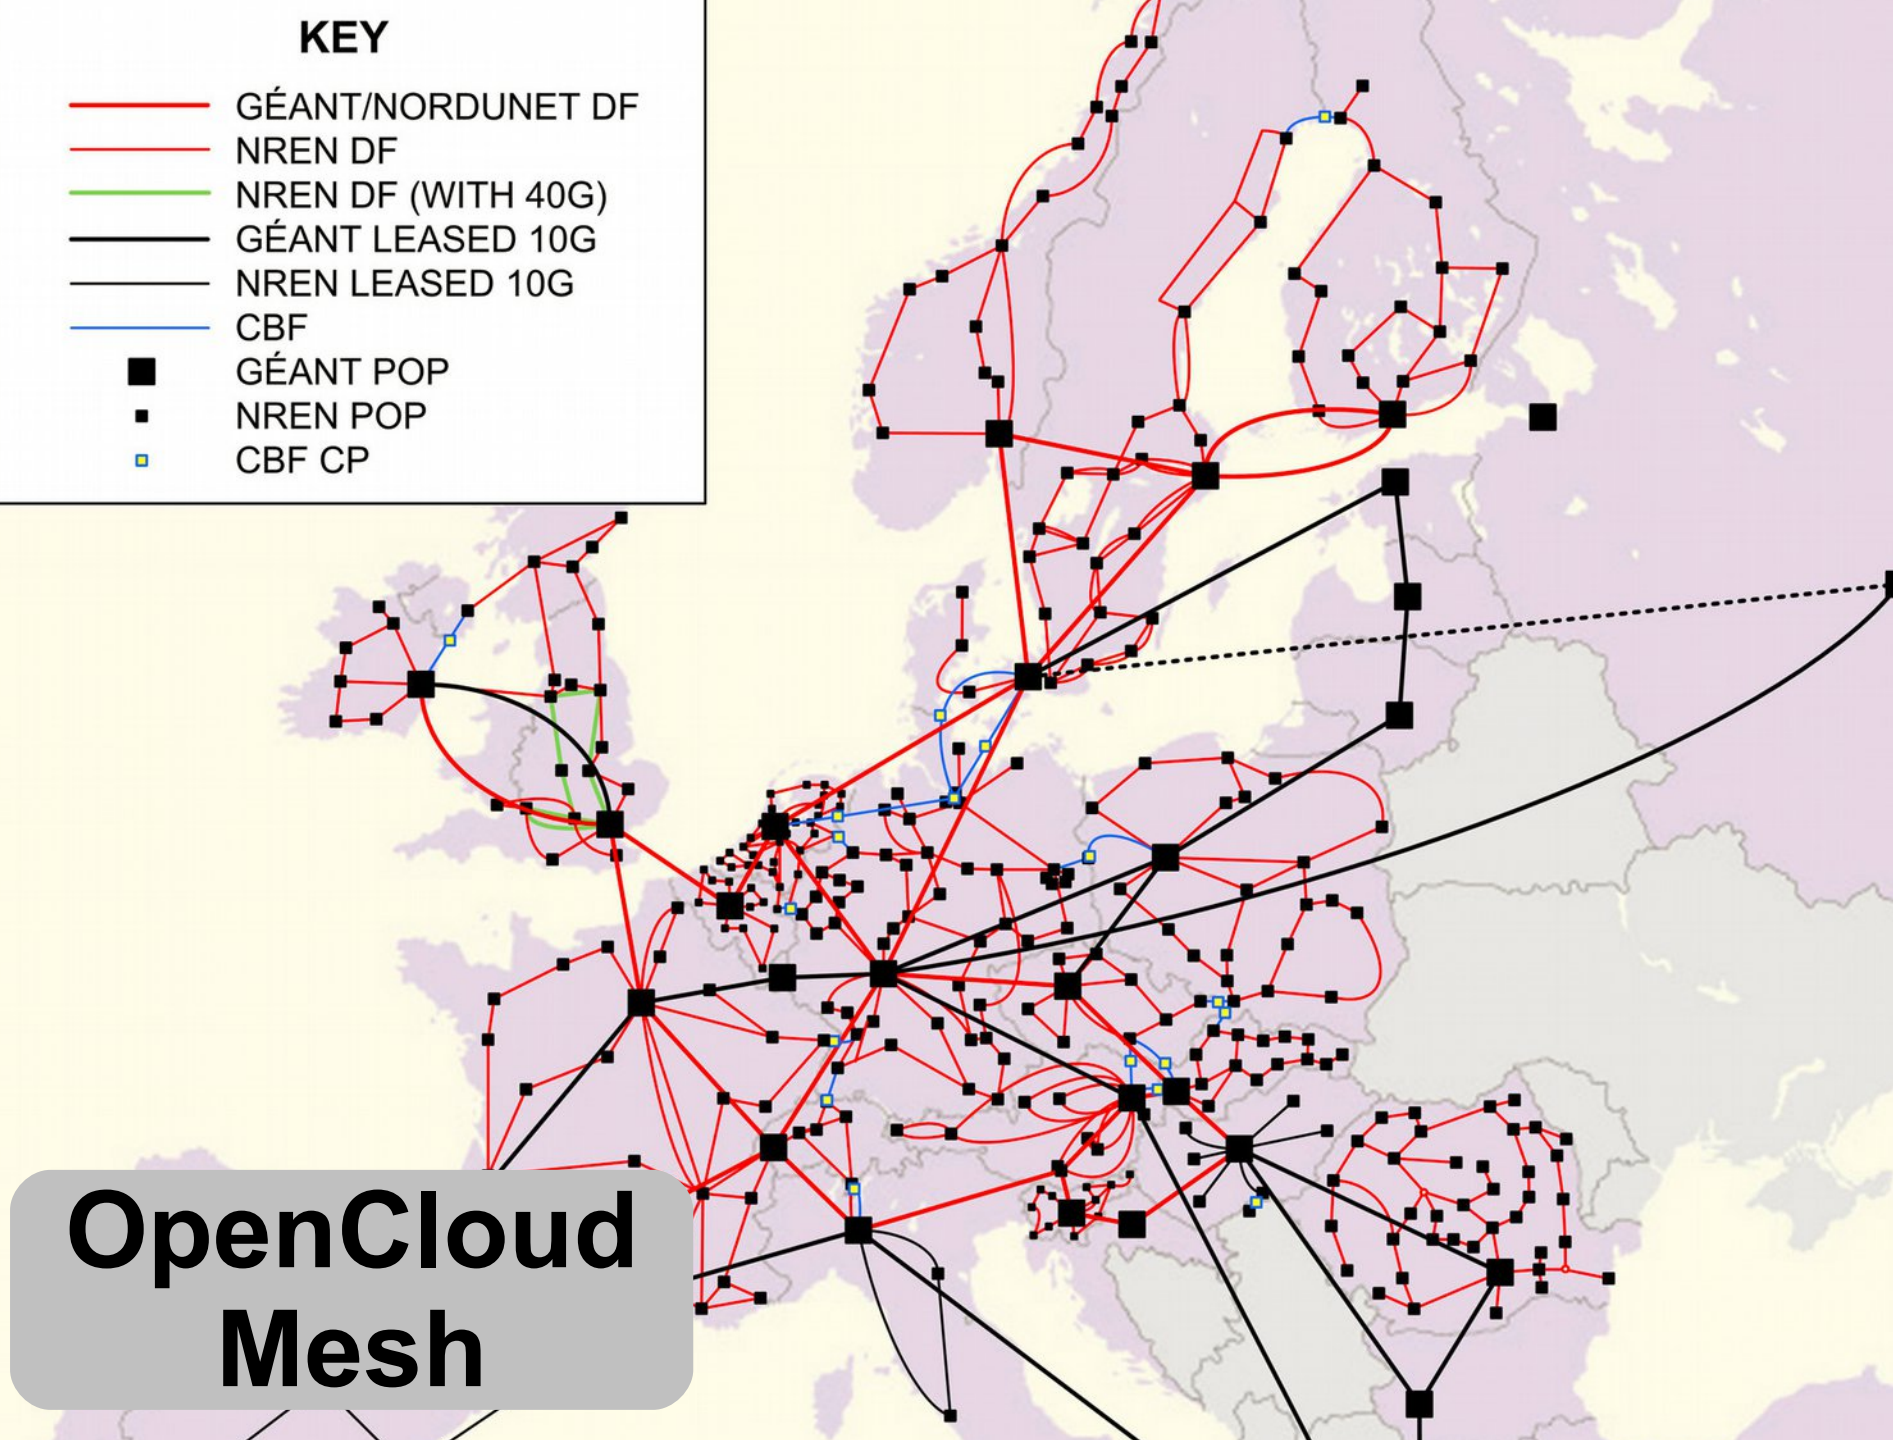 KEY
GÉANT/NORDUNET DF
NREN DF
NREN DF (WITH 40G)
GÉANT LEASED 10G
NREN LEASED 10G
CBF
GÉANT POP
NREN POP
CBF CP
OpenCloud
Mesh